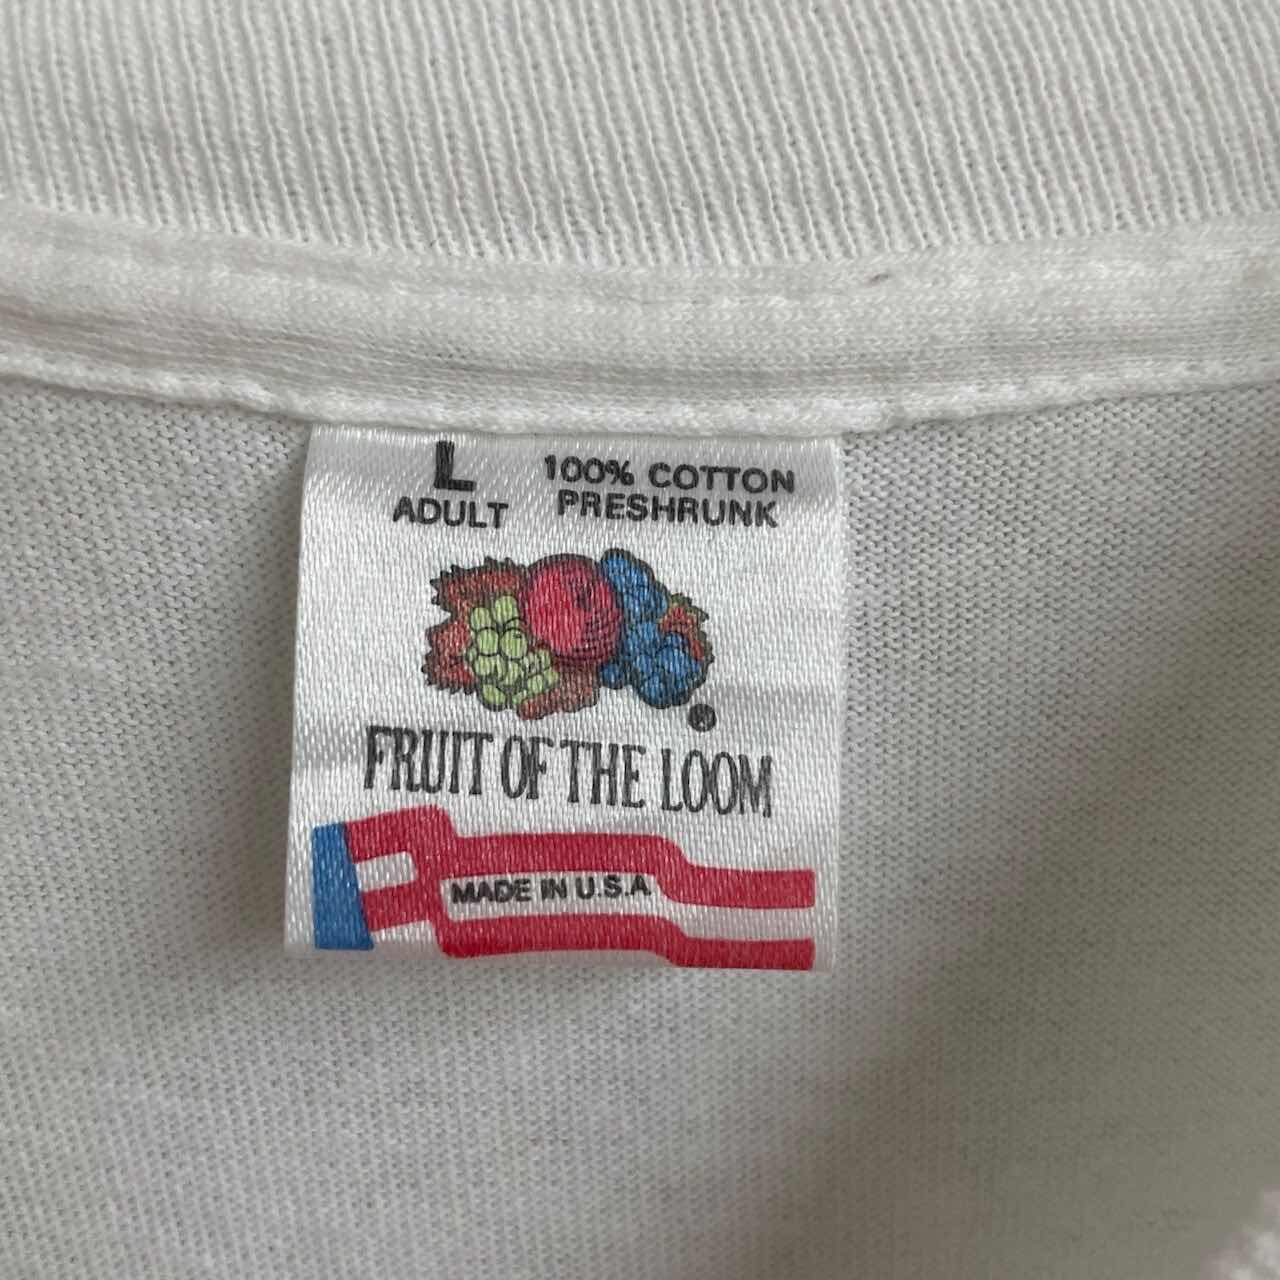 L
ADULT
100% COTTON
PRESHRUNK
®
FRUIT OF THE LOOM
MADE IN U.S.A